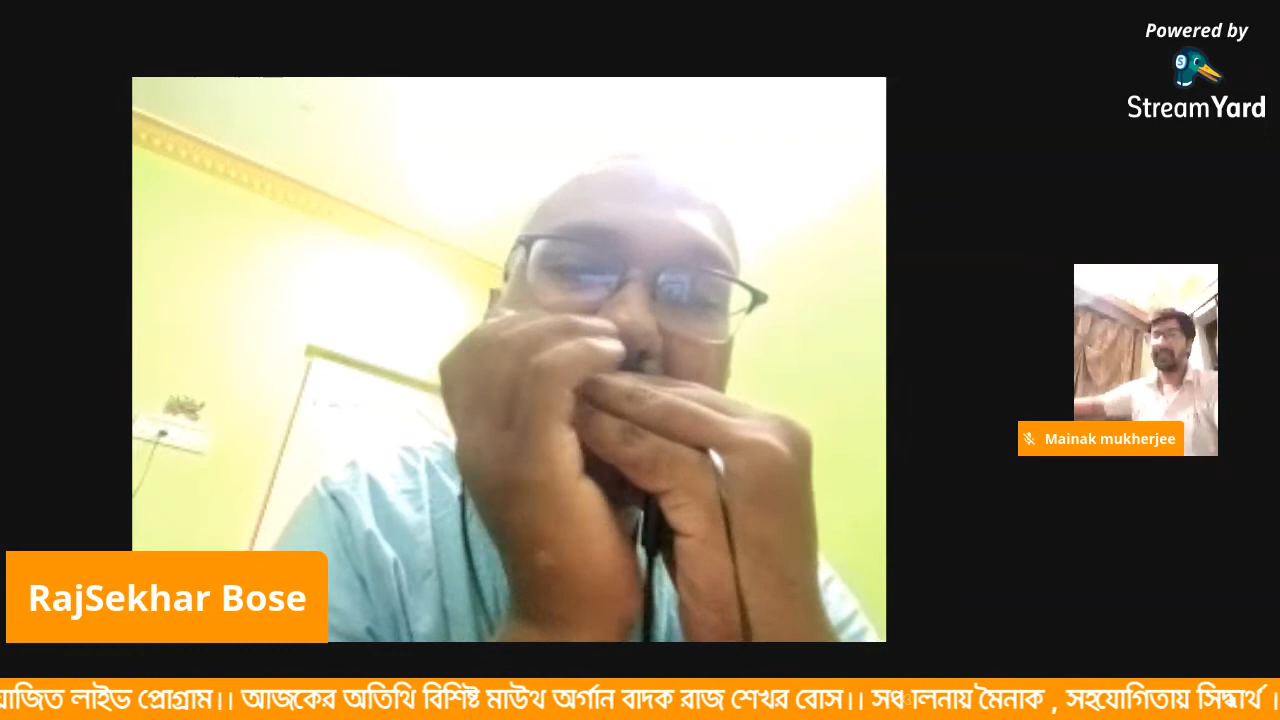 Powered by
StreamYard
Mainak mukherjee
RajSekhar Bose
য়োজিত লাইভ প্রোগ্রাম।। আজকের অতিথি বিশিষ্ট মাউথ অর্গান বাদক রাজ শেখর বোস।। সঞ্চালনায় মৈনাক , সহযোগিতায় সিদ্ধার্থ ।